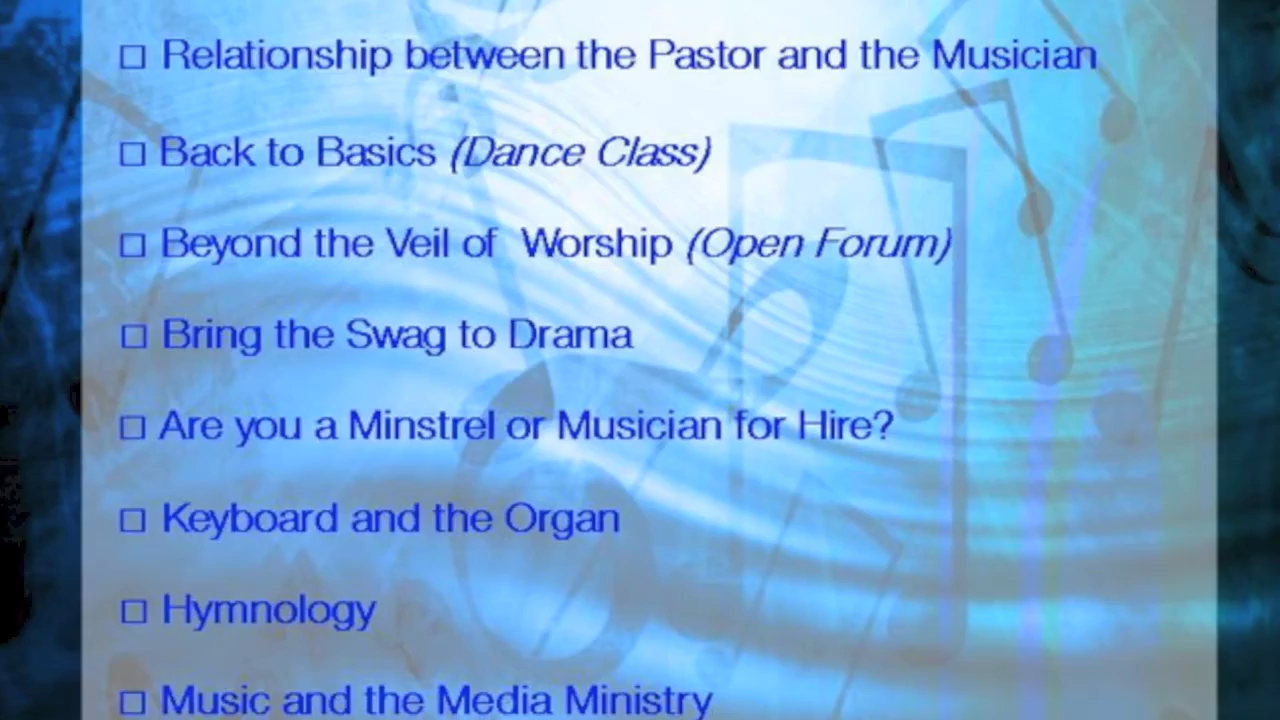 □ Relationship between the Pastor and the Musician
□ Back to Basics (Dance Class)
□ Beyond the Veil of  Worship (Open Forum)
□ Bring the Swag to Drama
□ Are you a Minstrel or Musician for Hire?
□ Keyboard and the Organ
□ Hymnology
□ Music and the Media Ministry